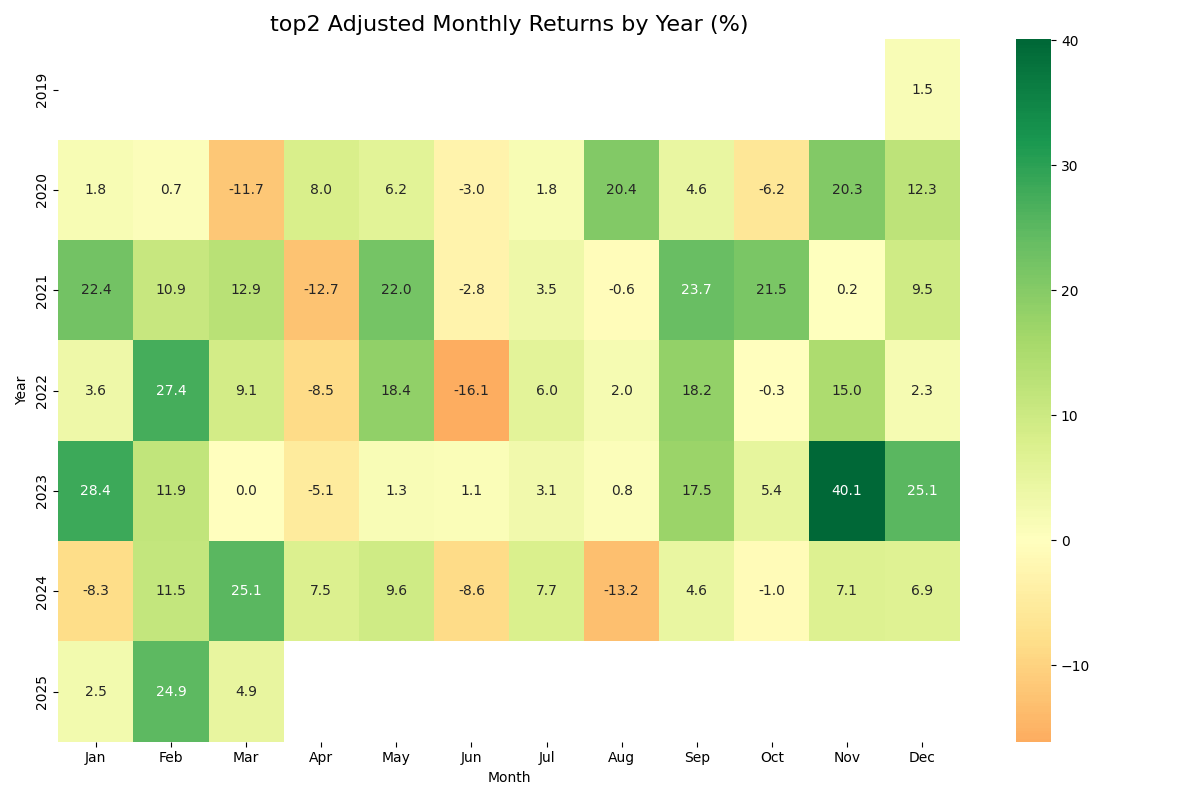 top2 Adjusted Monthly Returns by Year (%)
2019 1.5
2020 1.8 0.7 -11.7 8.0 6.2 -3.0 1.8 20.4 4.6 -6.2 20.3 12.3
2021 22.4 10.9 12.9 -12.7 22.0 -2.8 3.5 -0.6 23.7 21.5 0.2 9.5
2022 3.6 27.4 9.1 -8.5 18.4 -16.1 6.0 2.0 18.2 -0.3 15.0 2.3
2023 28.4 11.9 0.0 -5.1 1.3 1.1 3.1 0.8 17.5 5.4 40.1 25.1
2024 -8.3 11.5 25.1 7.5 9.6 -8.6 7.7 -13.2 4.6 -1.0 7.1 6.9
2025 2.5 24.9 4.9
Year
Jan Feb Mar Apr May Jun Jul Aug Sep Oct Nov Dec
Month
40
30
20
10
0
−10